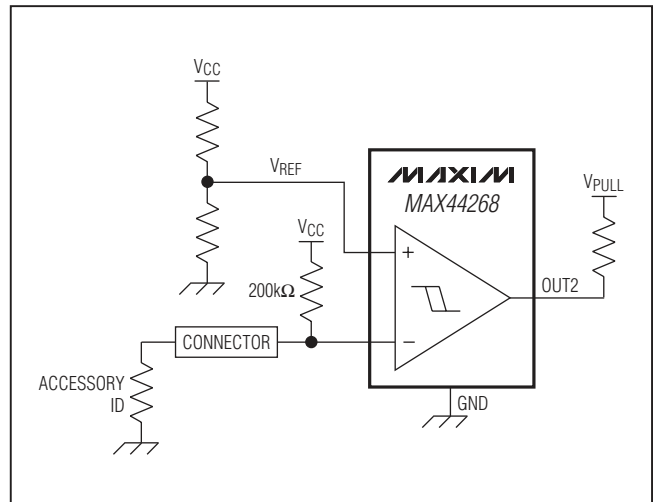 VCC
VREF
MAXIM
MAX44268
VPULL
VCC
+
200kΩ
OUT2
CONNECTOR
−
ACCESSORY
ID
GND